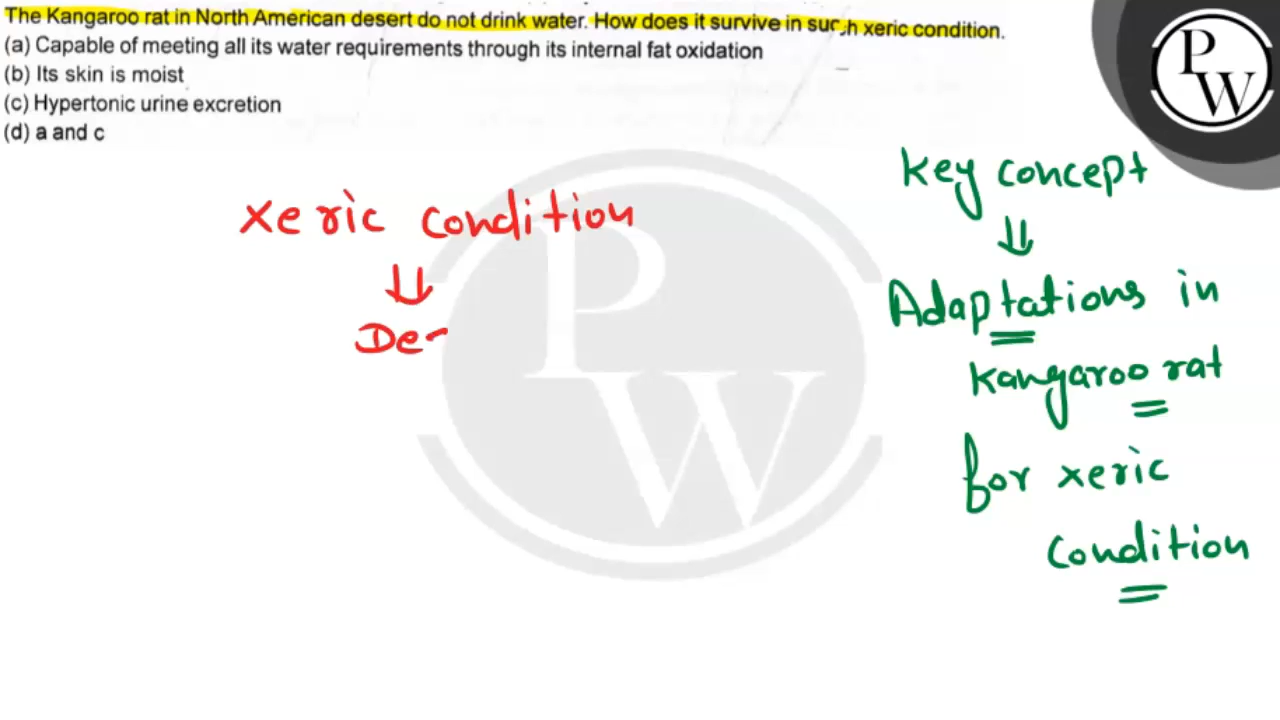 The Kangaroo rat in North American desert do not drink water. How does it survive in such xeric condition.
(a) Capable of meeting all its water requirements through its internal fat oxidation
(b) Its skin is moist
(c) Hypertonic urine excretion
(d) a and c
PW
Key concept
Adaptations in
Kangaroo rat
for xeric
condition
Xeric condition
De
PW